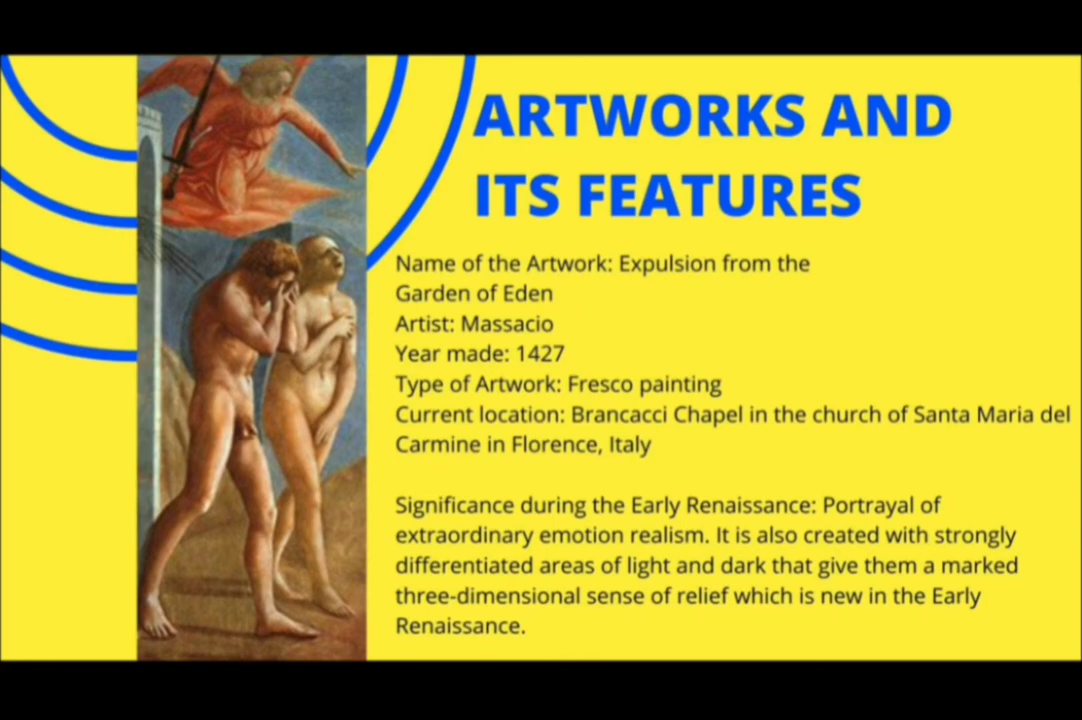 ARTWORKS AND
ITS FEATURES
Name of the Artwork: Expulsion from the
Garden of Eden
Artist: Massacio
Year made: 1427
Type of Artwork: Fresco painting
Current location: Brancacci Chapel in the church of Santa Maria del
Carmine in Florence, Italy
Significance during the Early Renaissance: Portrayal of
extraordinary emotion realism. It is also created with strongly
differentiated areas of light and dark that give them a marked
three-dimensional sense of relief which is new in the Early
Renaissance.